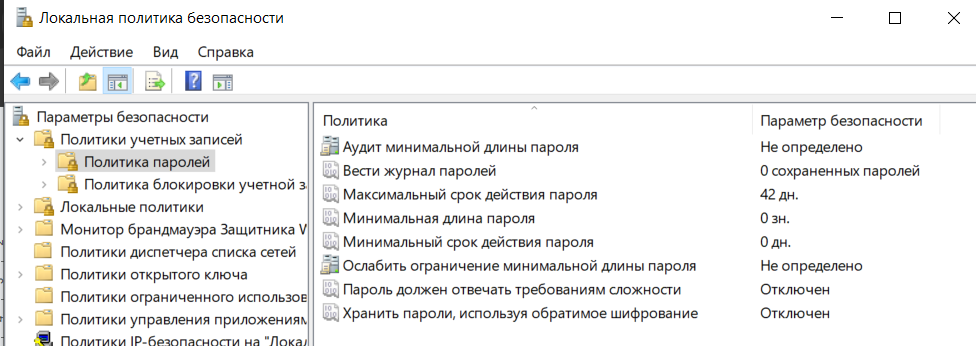 Локальная политика безопасности
Файл Действие Вид Справка
Параметры безопасности
Политики учетных записей
Политика паролей
Политика блокировки учетной за
Локальные политики
Монитор брандмауэра Защитника W
Политики диспетчера списка сетей
Политики открытого ключа
Политики ограниченного использов
Политики управления приложениям
Политики IP-безопасности на "Локал
Политика Параметр безопасности
Аудит минимальной длины пароля Не определено
Вести журнал паролей 0 сохраненных паролей
Максимальный срок действия пароля 42 дн.
Минимальная длина пароля 0 зн.
Минимальный срок действия пароля 0 дн.
Ослабить ограничение минимальной длины пароля Не определено
Пароль должен отвечать требованиям сложности Отключен
Хранить пароли, используя обратимое шифрование Отключен